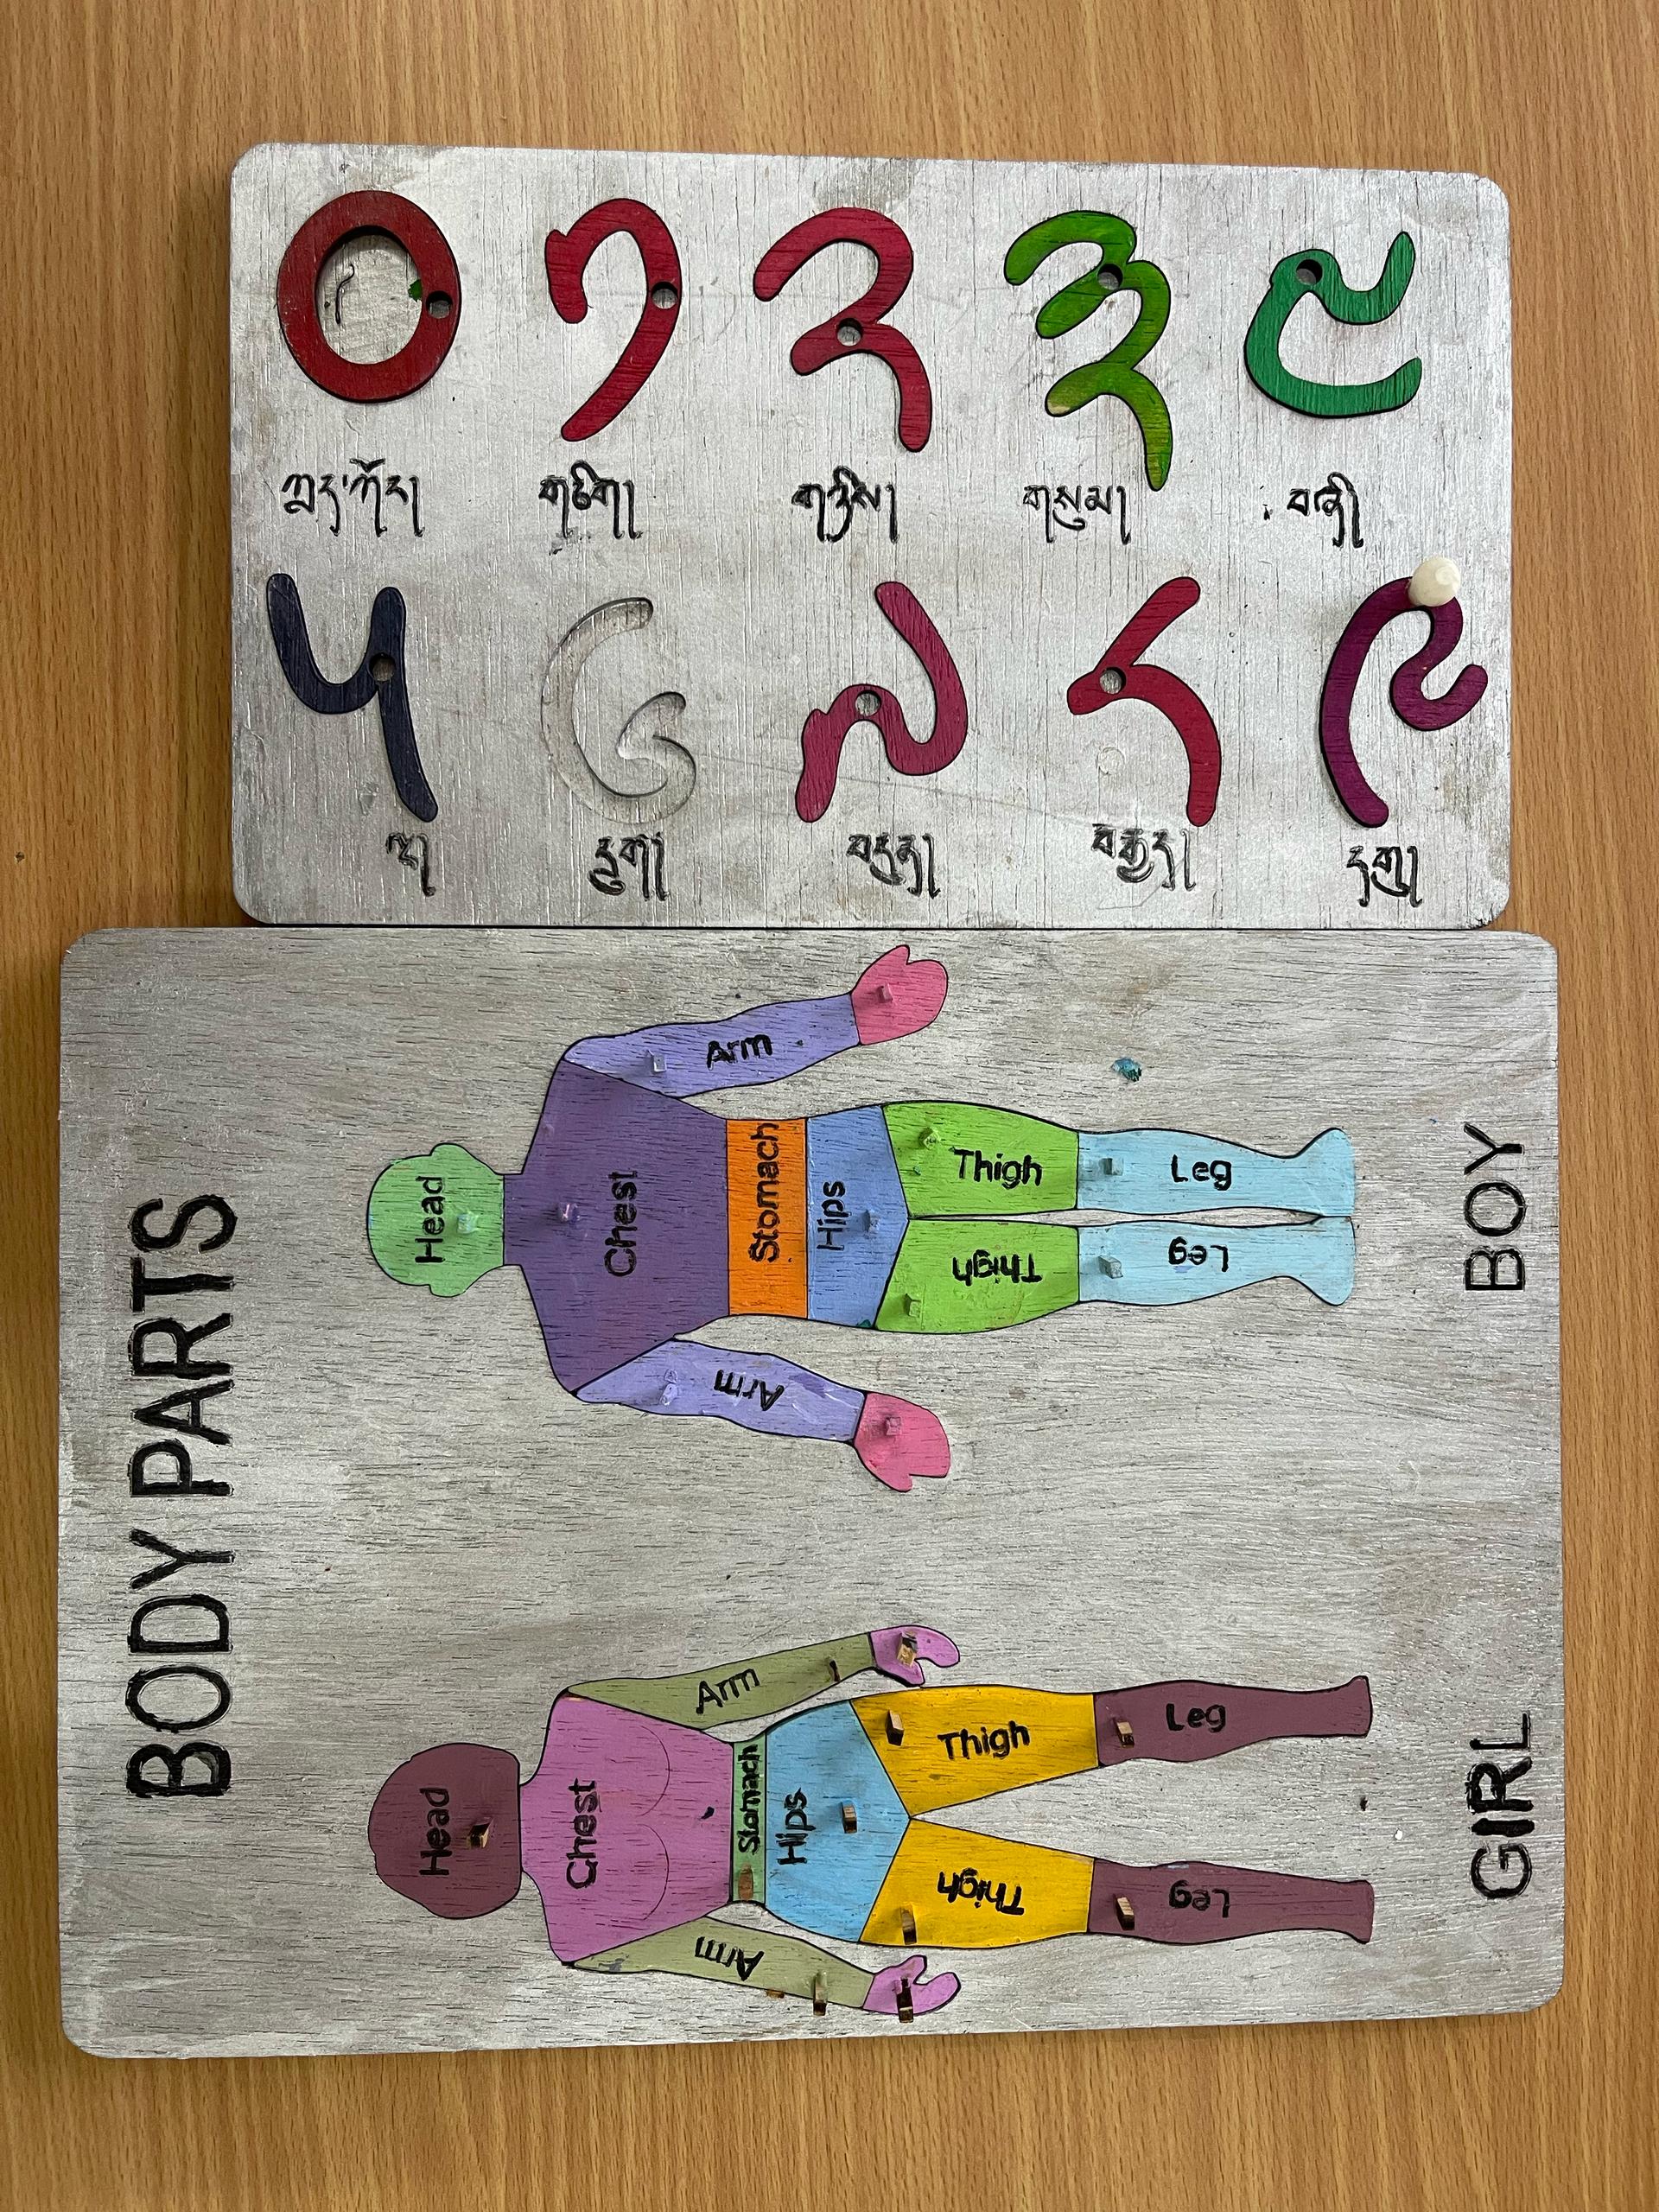 ༠ ༡ ༢ ༣ ༤
ཀླད་ཀོར། གཅིག། གཉིས། གསུམ། བཞི།
༥ ༦ ༧ ༨ ༩
ལྔ། དྲུག། བདུན། བརྒྱད། དགུ།
BODY PARTS
Head
Chest
Arm
Arm
Stomach
Hips
Thigh
Thigh
Leg
Leg
GIRL
Head
Chest
Arm
Arm
Stomach
Hips
Thigh
Thigh
Leg
Leg
BOY